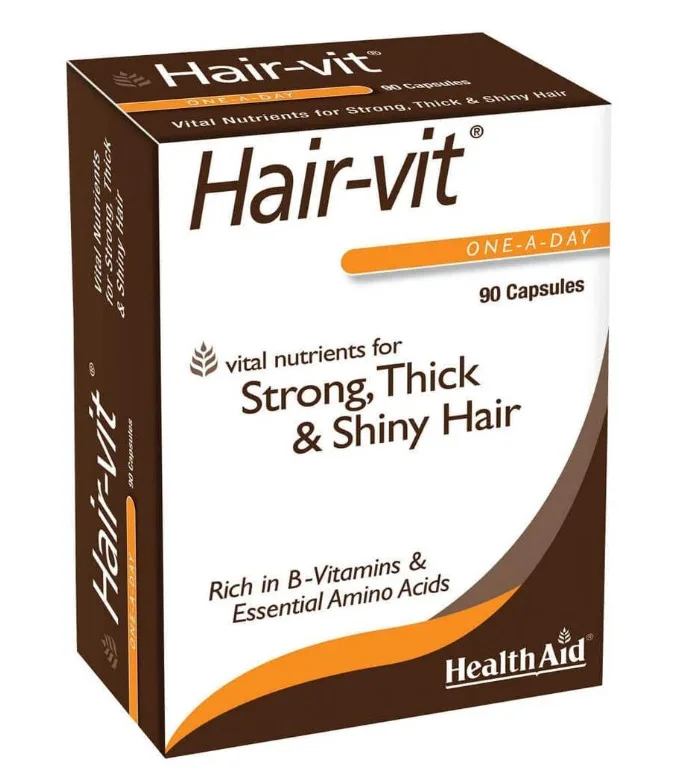 Hair-vit®
90 Capsules
ONE-A-DAY
Vital Nutrients for Strong, Thick & Shiny Hair
Hair-vit®
ONE-A-DAY
90 Capsules
vital nutrients for
Strong, Thick
& Shiny Hair
Rich in B-Vitamins &
Essential Amino Acids
HealthAid®
Vital Nutrients
for Strong, Thick
& Shiny Hair
Hair-vit®
90 Capsules
ONE-A-DAY